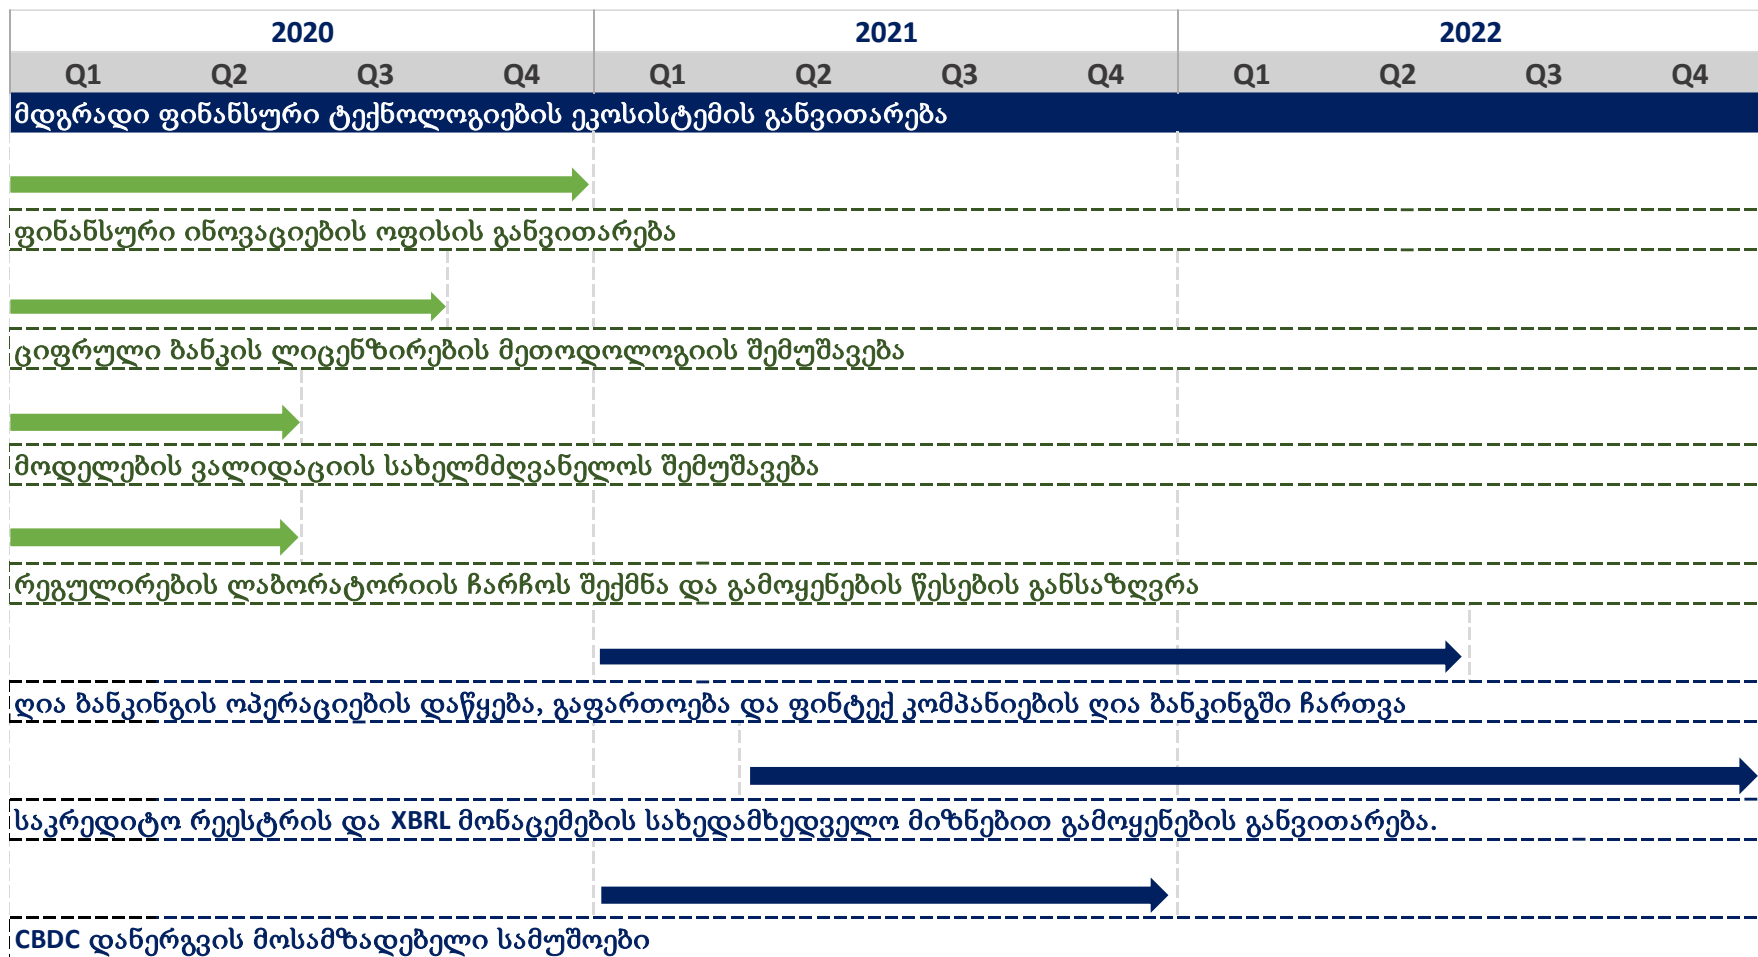 2020 2021 2022
Q1 Q2 Q3 Q4 Q1 Q2 Q3 Q4 Q1 Q2 Q3 Q4
მდგრადი ფინანსური ტექნოლოგიების ეკოსისტემის განვითარება
ფინანსური ინოვაციების ოფისის განვითარება
ციფრული ბანკის ლიცენზირების მეთოდოლოგიის შემუშავება
მოდელების ვალიდაციის სახელმძღვანელოს შემუშავება
რეგულირების ლაბორატორიის ჩარჩოს შექმნა და გამოყენების წესების განსაზღვრა
ღია ბანკინგის ოპერაციების დაწყება, გაფართოება და ფინტექ კომპანიების ღია ბანკინგში ჩართვა
საკრედიტო რეესტრის და XBRL მონაცემების სახედამხედველო მიზნებით გამოყენების განვითარება.
CBDC დანერგვის მოსამზადებელი სამუშოები